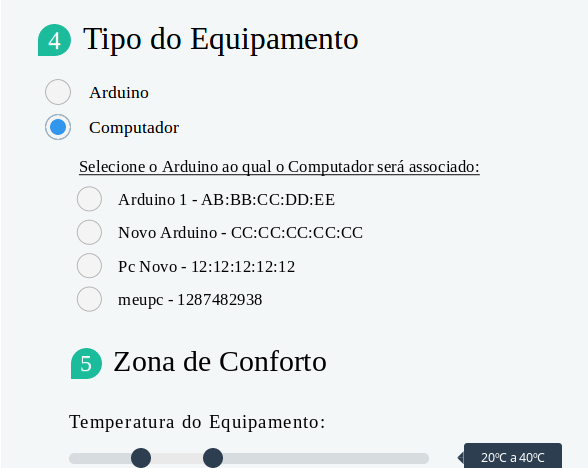 4 Tipo do Equipamento
Arduino
Computador
Selecione o Arduino ao qual o Computador será associado:
Arduino 1 - AB:BB:CC:DD:EE
Novo Arduino - CC:CC:CC:CC:CC
Pc Novo - 12:12:12:12:12
meupc - 1287482938
5 Zona de Conforto
Temperatura do Equipamento:
20ºC a 40ºC